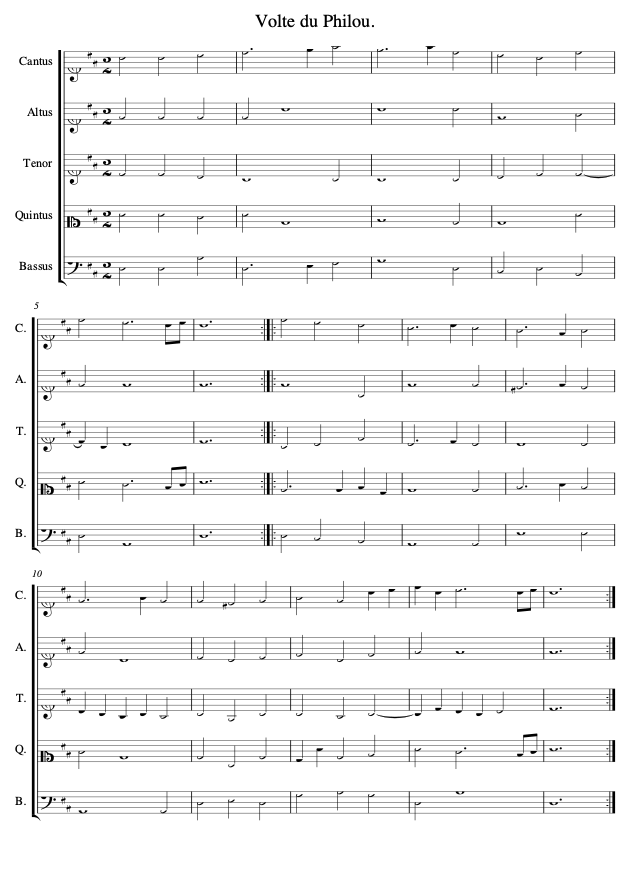 Volte du Philou.
Cantus
Altus
Tenor
Quintus
Bassus
5
C.
A.
T.
Q.
B.
10
C.
A.
T.
Q.
B.